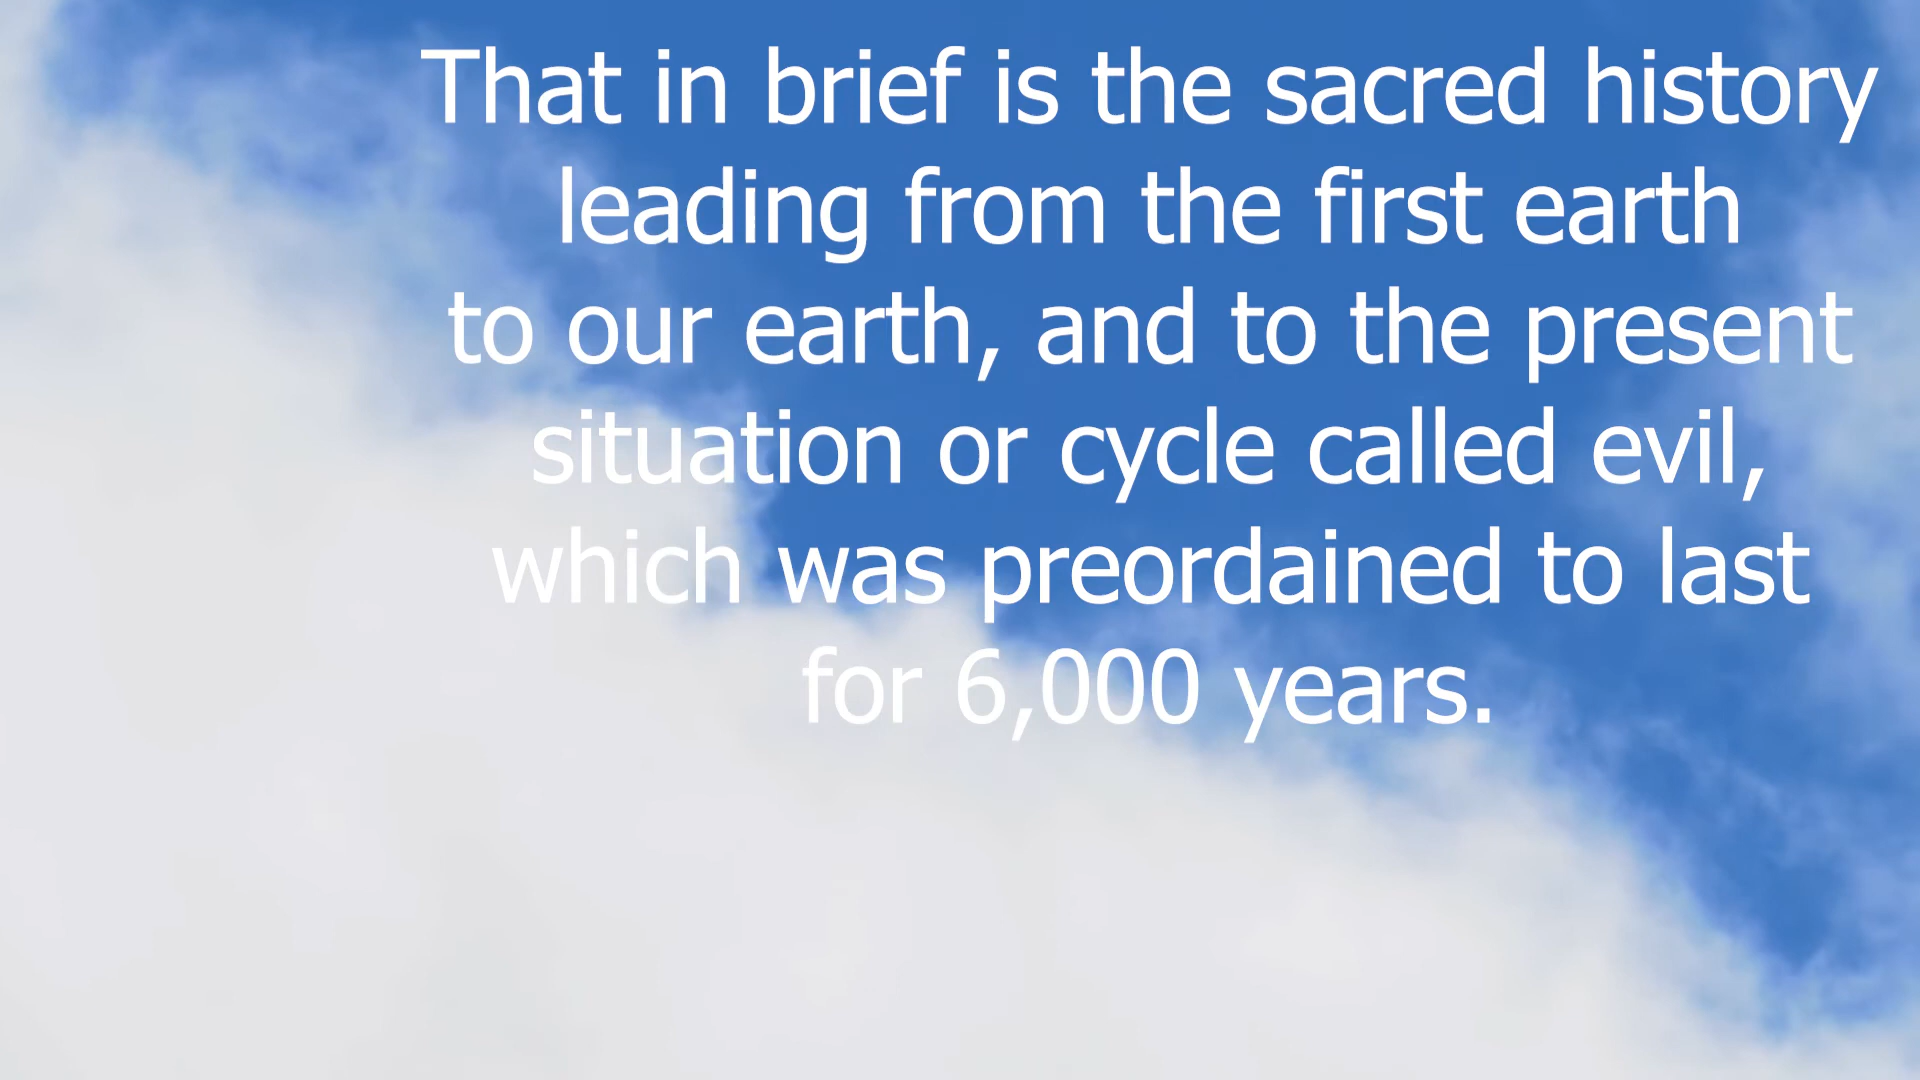 That in brief is the sacred history
leading from the first earth
to our earth, and to the present
situation or cycle called evil,
which was preordained to last
for 6,000 years.